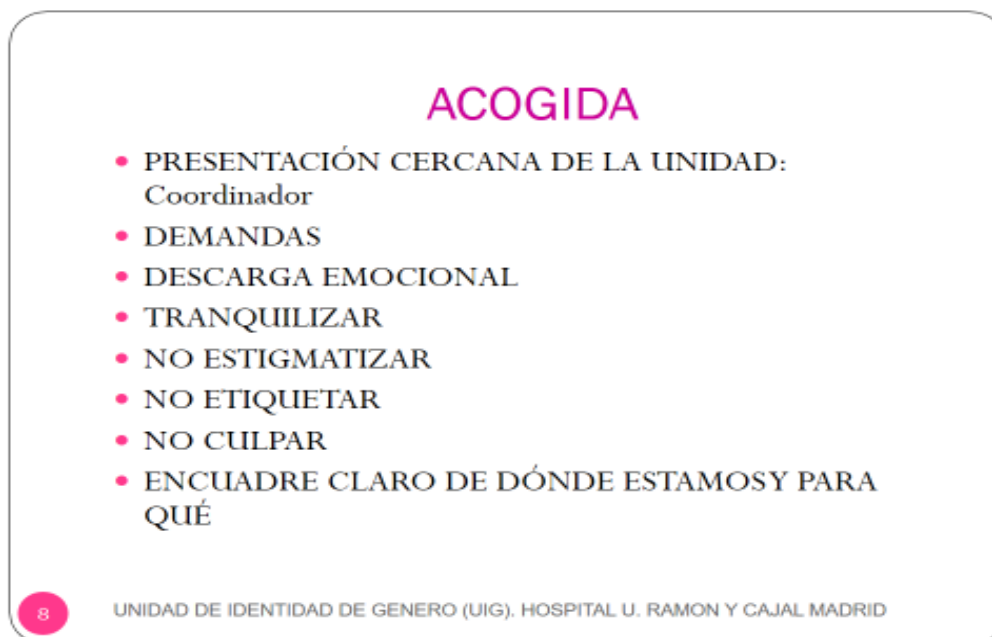 ACOGIDA
• PRESENTACIÓN CERCANA DE LA UNIDAD:
Coordinador
• DEMANDAS
• DESCARGA EMOCIONAL
• TRANQUILIZAR
• NO ESTIGMATIZAR
• NO ETIQUETAR
• NO CULPAR
• ENCUADRE CLARO DE DÓNDE ESTAMOS Y PARA
QUÉ
8 UNIDAD DE IDENTIDAD DE GENERO (UIG). HOSPITAL U. RAMON Y CAJAL MADRID